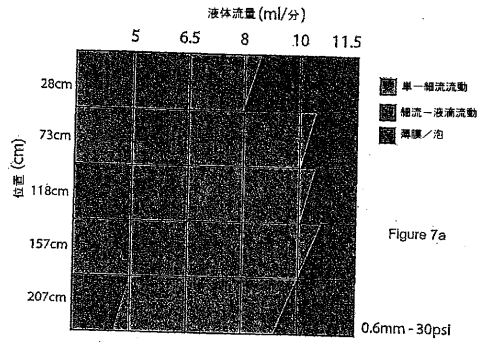 液体流量(ml/分)
5 6.5 8 10 11.5
位置(cm)
28cm
73cm
118cm
157cm
207cm
単一細流流動
細流－液滴流動
薄膜／泡
Figure 7a
0.6mm - 30psi